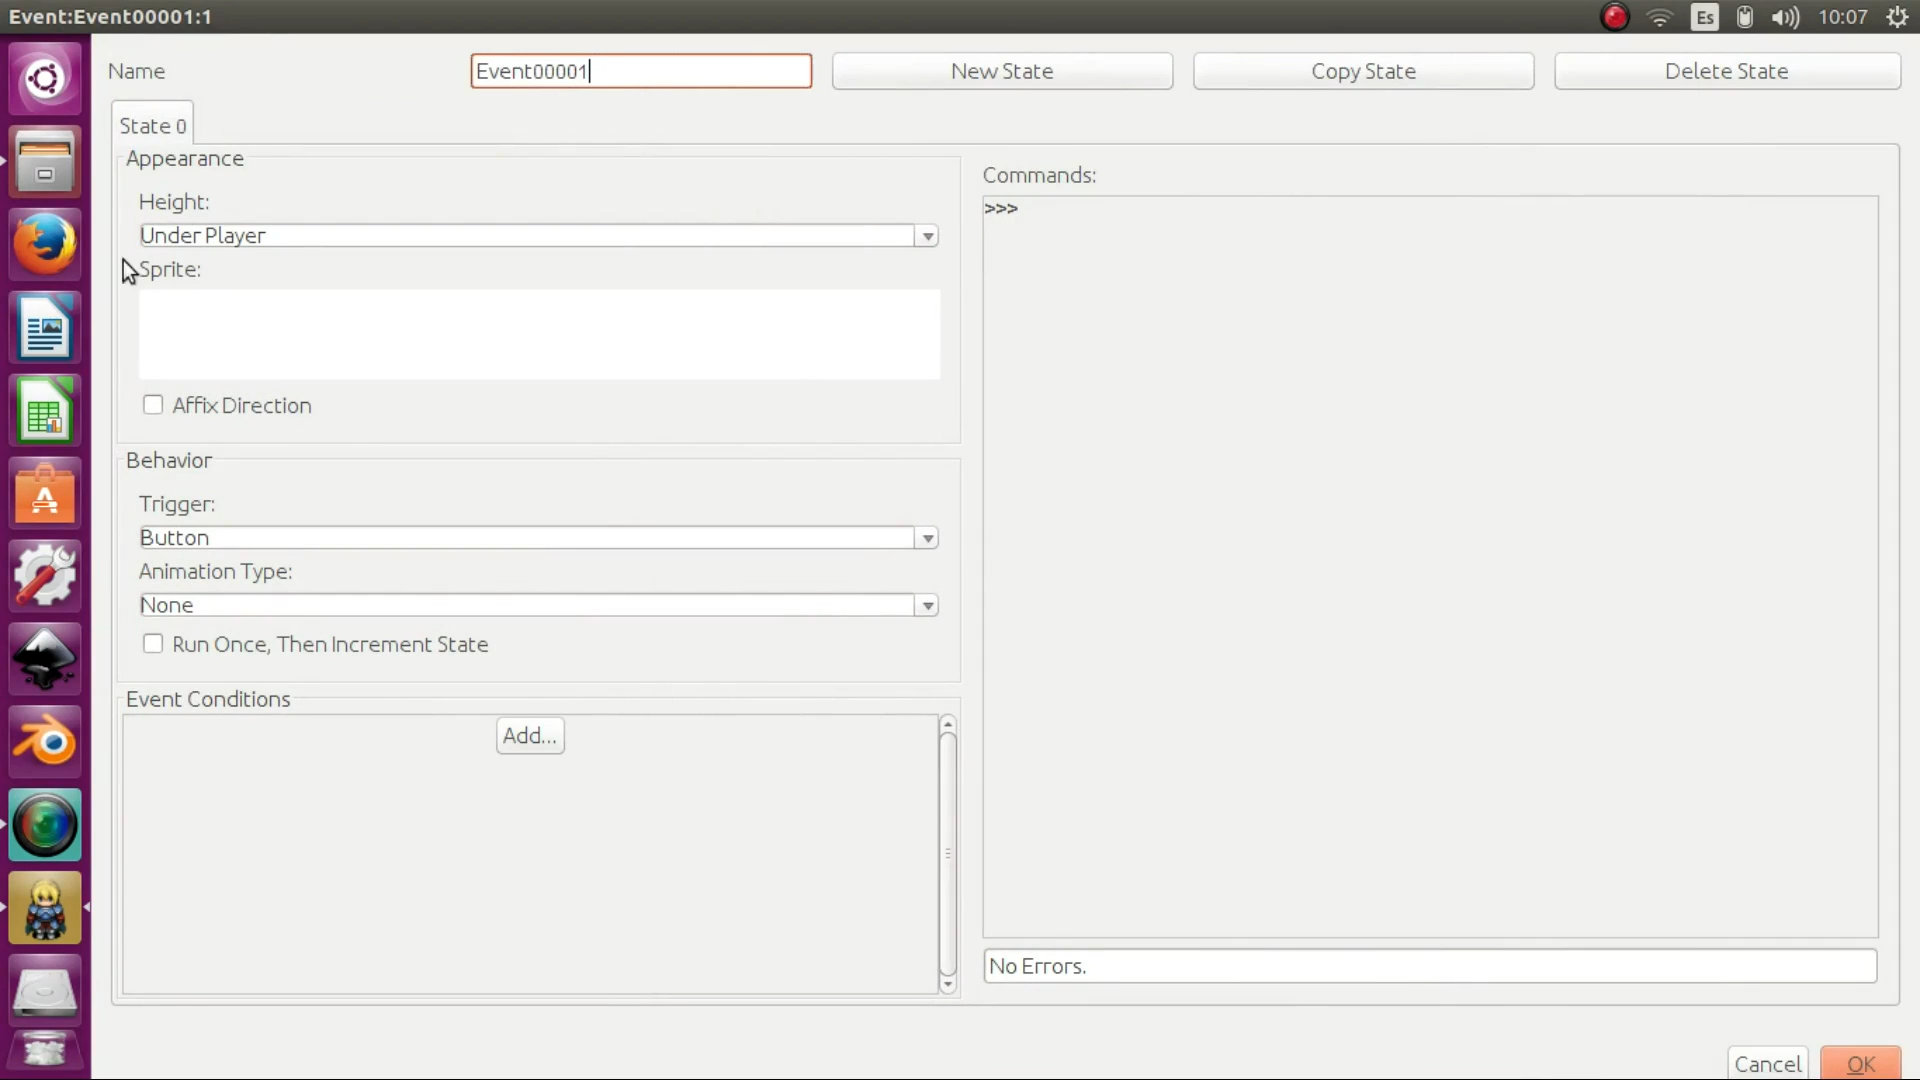 Event:Event00001:1
Es
10:07
Name
Event00001
New State
Copy State
Delete State
State 0
Appearance
Height:
Under Player
Sprite:
Affix Direction
Behavior
Trigger:
Button
Animation Type:
None
Run Once, Then Increment State
Event Conditions
Add...
Commands:
>>>
No Errors.
Cancel
OK